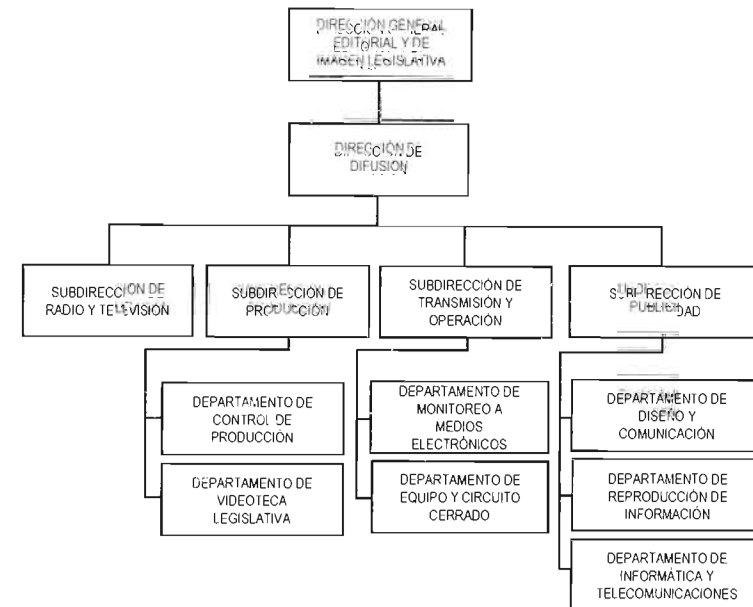 DIRECCIÓN GENERAL
EDITORIAL Y DE
IMAGEN LEGISLATIVA
DIRECCIÓN DE
DIFUSIÓN
SUBDIRECCIÓN DE
RADIO Y TELEVISIÓN
SUBDIRECCIÓN DE
PRODUCCIÓN
SUBDIRECCIÓN DE
TRANSMISIÓN Y
OPERACIÓN
SUBDIRECCIÓN DE
PUBLICIDAD
DEPARTAMENTO DE
CONTROL DE
PRODUCCIÓN
DEPARTAMENTO DE
VIDEOTECA
LEGISLATIVA
DEPARTAMENTO DE
MONITOREO A
MEDIOS
ELECTRÓNICOS
DEPARTAMENTO DE
EQUIPO Y CIRCUITO
CERRADO
DEPARTAMENTO DE
DISEÑO Y
COMUNICACIÓN
DEPARTAMENTO DE
REPRODUCCIÓN DE
INFORMACIÓN
DEPARTAMENTO DE
INFORMÁTICA Y
TELECOMUNICACIONES